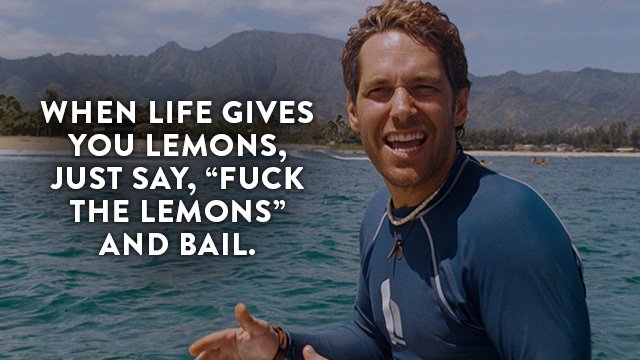 WHEN LIFE GIVES
YOU LEMONS,
JUST SAY, “FUCK
THE LEMONS”
AND BAIL.